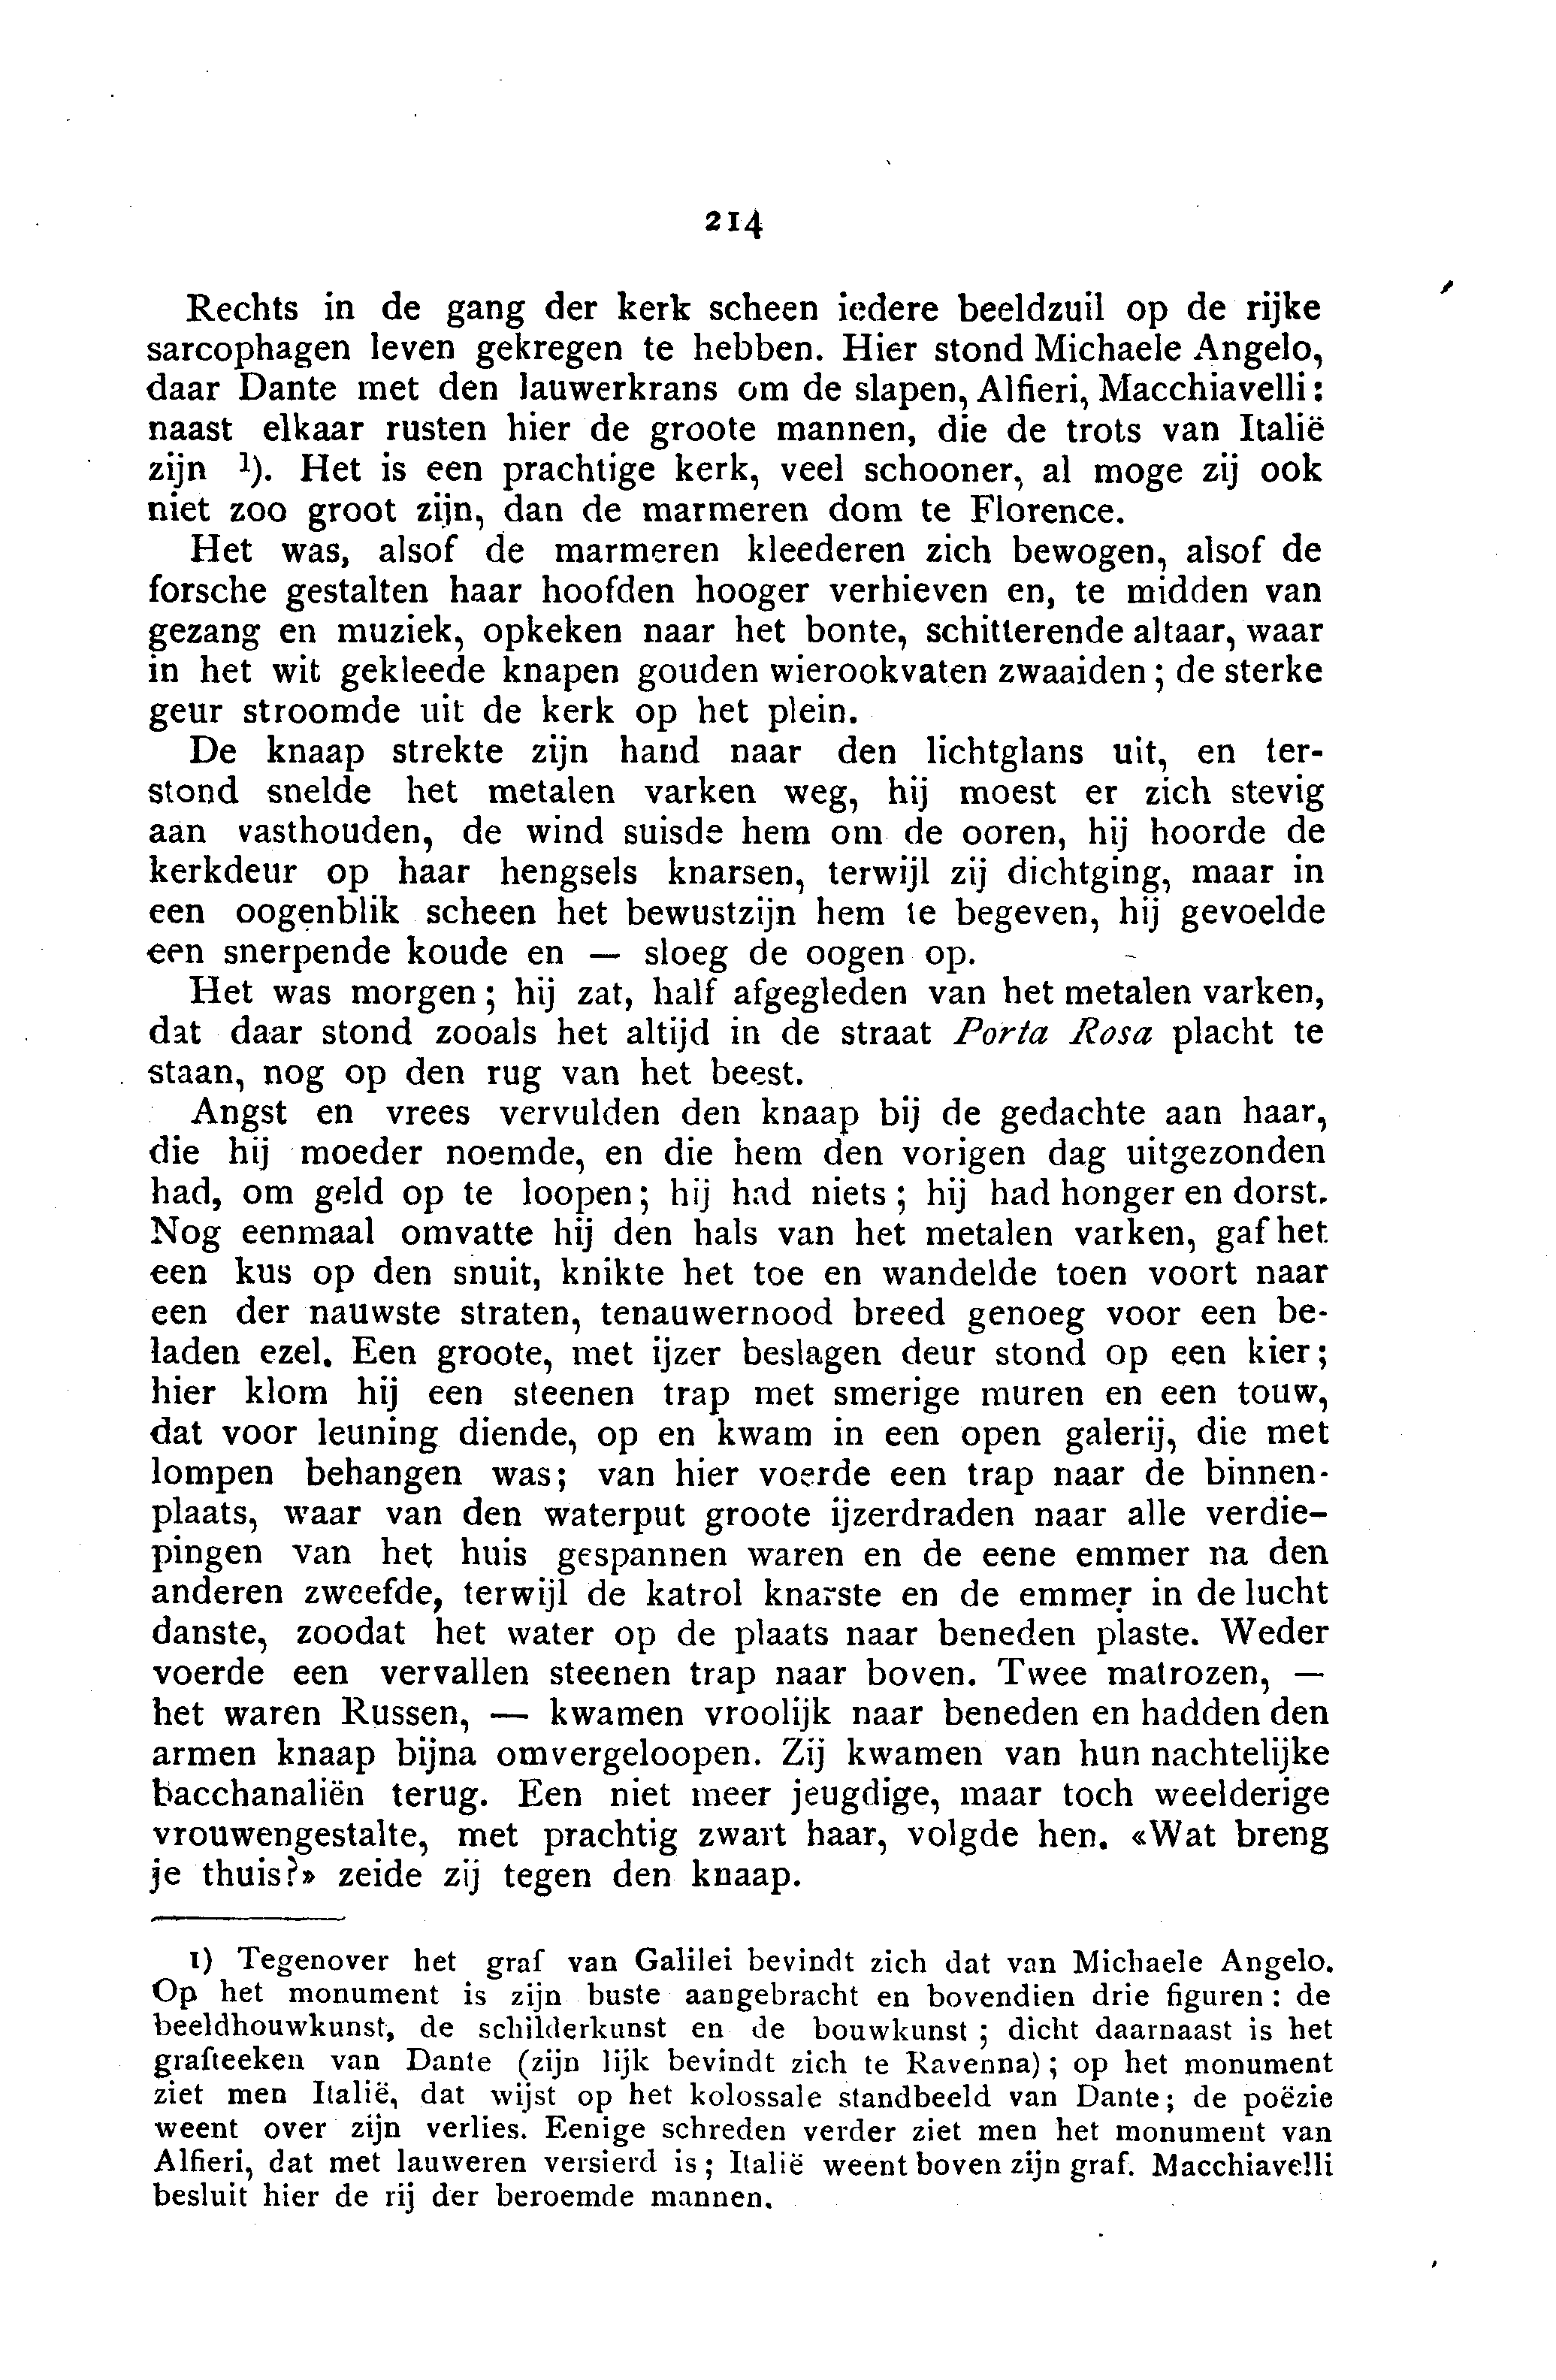 214
Rechts in de gang der kerk scheen iedere beeldzuil op de rijke
sarcophagen leven gekregen te hebben. Hier stond Michaele Angelo,
daar Dante met den lauwerkrans om de slapen, Alfieri, Macchiavelli:
naast elkaar rusten hier de groote mannen, die de trots van Italië
zijn ¹). Het is een prachtige kerk, veel schooner, al moge zij ook
niet zoo groot zijn, dan de marmeren dom te Florence.
Het was, alsof de marmeren kleederen zich bewogen, alsof de
forsche gestalten haar hoofden hooger verhieven en, te midden van
gezang en muziek, opkeken naar het bonte, schitterende altaar, waar
in het wit gekleede knapen gouden wierookvaten zwaaiden; de sterke
geur stroomde uit de kerk op het plein.
De knaap strekte zijn hand naar den lichtglans uit, en ter-
stond snelde het metalen varken weg, hij moest er zich stevig
aan vasthouden, de wind suisde hem om de ooren, hij hoorde de
kerkdeur op haar hengsels knarsen, terwijl zij dichtging, maar in
een oogenblik scheen het bewustzijn hem te begeven, hij gevoelde
een snerpende koude en — sloeg de oogen op.
Het was morgen; hij zat, half afgegleden van het metalen varken,
dat daar stond zooals het altijd in de straat Porta Rosa placht te
staan, nog op den rug van het beest.
Angst en vrees vervulden den knaap bij de gedachte aan haar,
die hij moeder noemde, en die hem den vorigen dag uitgezonden
had, om geld op te loopen; hij had niets; hij had honger en dorst.
Nog eenmaal omvatte hij den hals van het metalen varken, gaf het
een kus op den snuit, knikte het toe en wandelde toen voort naar
een der nauwste straten, tenauwernood breed genoeg voor een be-
laden ezel. Een groote, met ijzer beslagen deur stond op een kier;
hier klom hij een steenen trap met smerige muren en een touw,
dat voor leuning diende, op en kwam in een open galerij, die met
lompen behangen was; van hier voerde een trap naar de binnen-
plaats, waar van den waterput groote ijzerdraden naar alle verdie-
pingen van het huis gespannen waren en de eene emmer na den
anderen zweefde, terwijl de katrol knarste en de emmer in de lucht
danste, zoodat het water op de plaats naar beneden plaste. Weder
voerde een vervallen steenen trap naar boven. Twee matrozen, —
het waren Russen, — kwamen vroolijk naar beneden en hadden den
armen knaap bijna omvergeloopen. Zij kwamen van hun nachtelijke
bacchanaliën terug. Een niet meer jeugdige, maar toch weelderige
vrouwengestalte, met prachtig zwart haar, volgde hen. «Wat breng
je thuis?» zeide zij tegen den knaap.
1) Tegenover het graf van Galilei bevindt zich dat van Michaele Angelo.
Op het monument is zijn buste aangebracht en bovendien drie figuren: de
beeldhouwkunst, de schilderkunst en de bouwkunst; dicht daarnaast is het
grafteeken van Dante (zijn lijk bevindt zich te Ravenna); op het monument
ziet men Italië, dat wijst op het kolossale standbeeld van Dante; de poëzie
weent over zijn verlies. Eenige schreden verder ziet men het monument van
Alfieri, dat met lauweren versierd is; Italië weent boven zijn graf. Macchiavelli
besluit hier de rij der beroemde mannen.